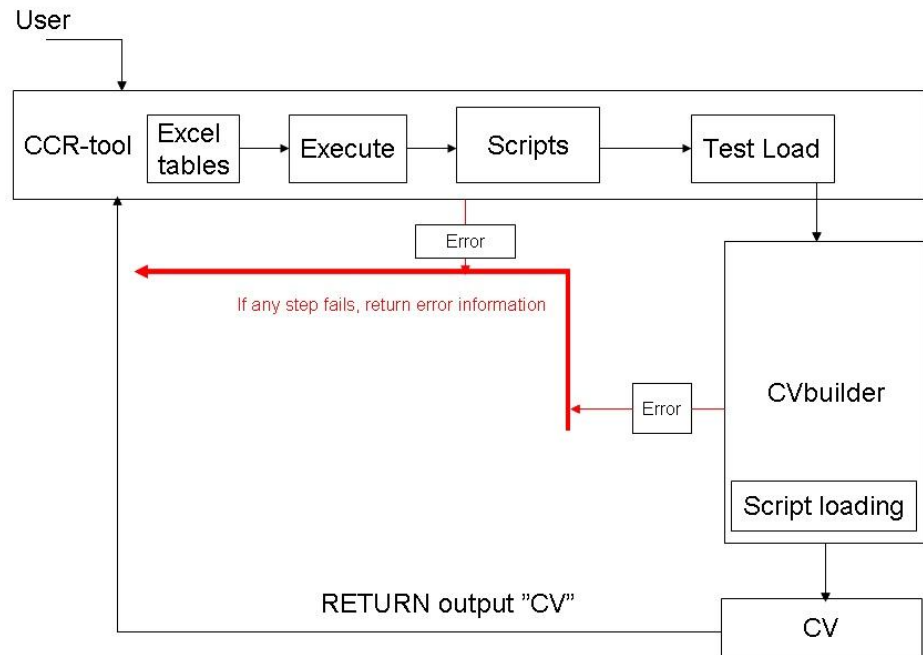 User
CCR-tool
Excel
tables
Execute
Scripts
Test Load
Error
If any step fails, return error information
Error
CVbuilder
Script loading
RETURN output ”CV”
CV